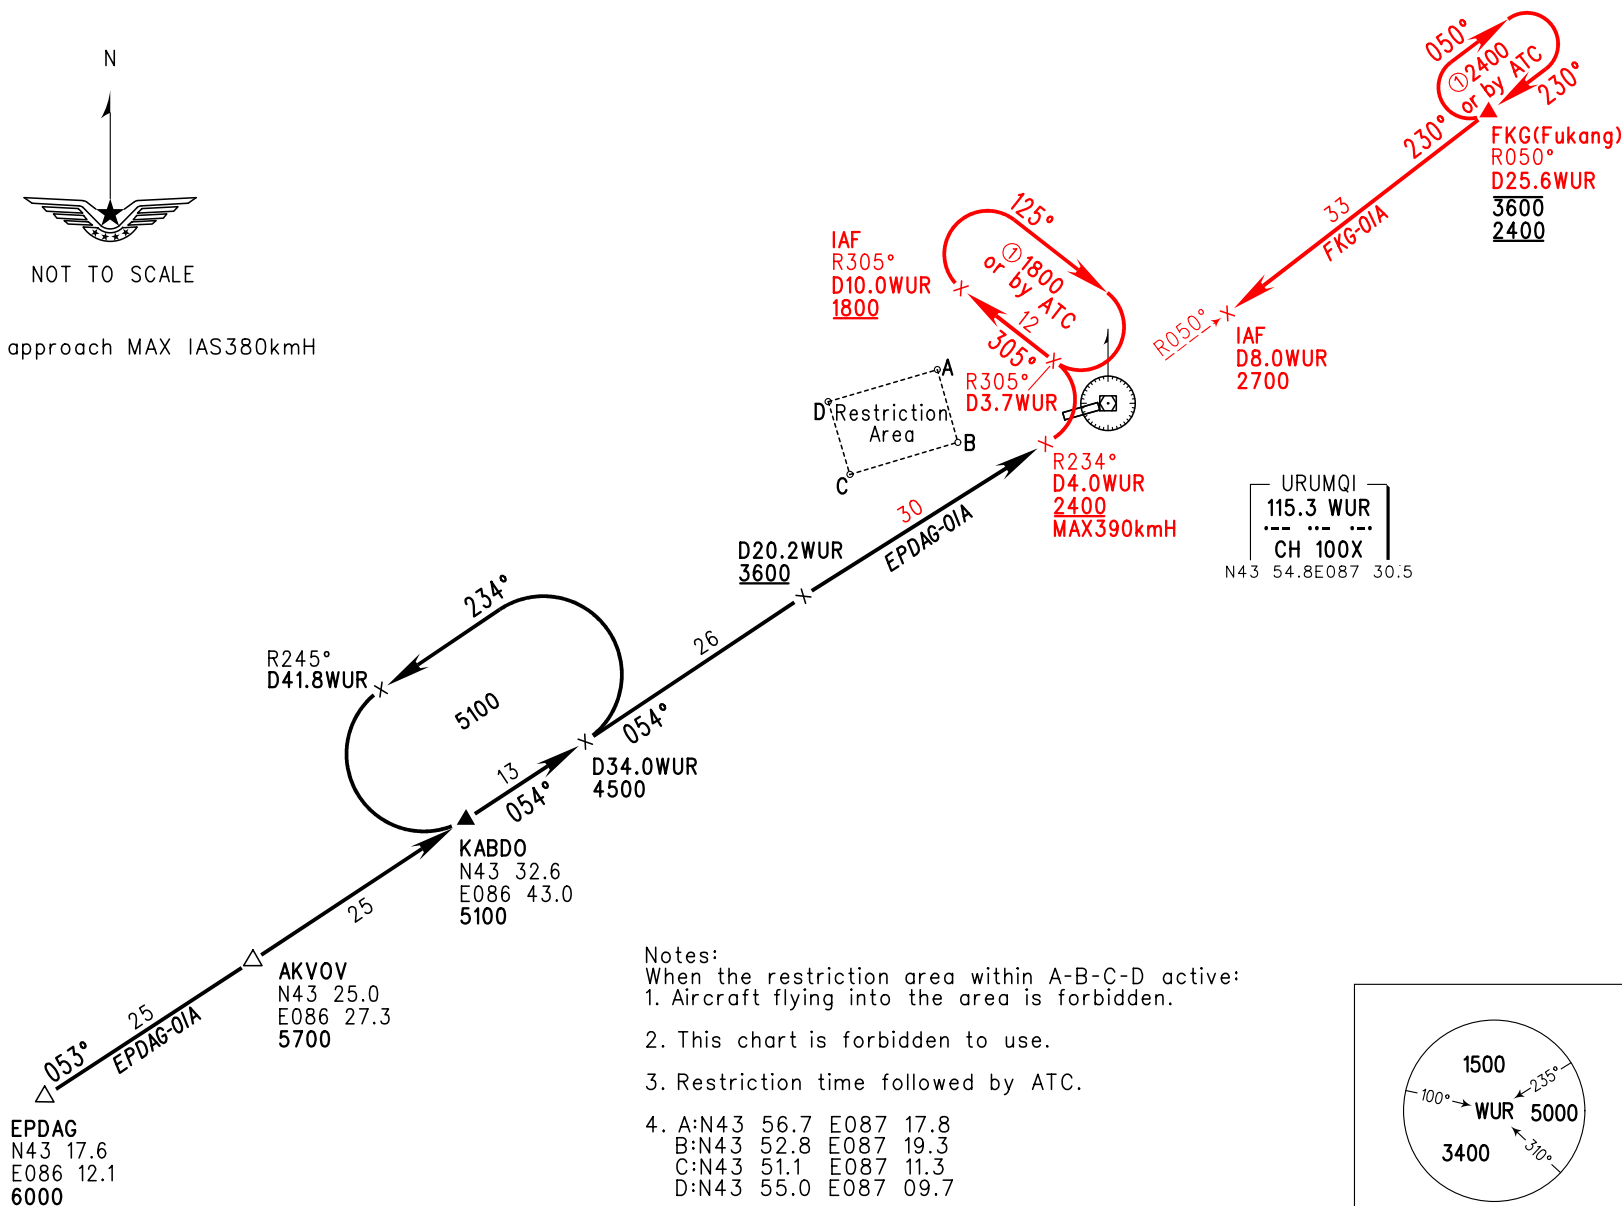 N
NOT TO SCALE
approach MAX IAS380kmH
050°
①2400
or by ATC
230°
230°
FKG(Fukang)
R050°
D25.6WUR
3600
2400
33
FKG-01A
R050°
IAF
D8.0WUR
2700
IAF
R305°
D10.0WUR
1800
125°
①1800
or by ATC
12
305°
R305°
D3.7WUR
A
D
Restriction
Area
B
C
R234°
D4.0WUR
2400
MAX390kmH
URUMQI
115.3 WUR
·-- ··- ·-·
CH 100X
N43 54.8E087 30.5
30
EPDAG-01A
D20.2WUR
3600
26
234°
R245°
D41.8WUR
5100
054°
D34.0WUR
4500
13
054°
KABDO
N43 32.6
E086 43.0
5100
25
AKVOV
N43 25.0
E086 27.3
5700
25
EPDAG-01A
053°
EPDAG
N43 17.6
E086 12.1
6000
Notes:
When the restriction area within A-B-C-D active:
1. Aircraft flying into the area is forbidden.
2. This chart is forbidden to use.
3. Restriction time followed by ATC.
4. A:N43 56.7 E087 17.8
B:N43 52.8 E087 19.3
C:N43 51.1 E087 11.3
D:N43 55.0 E087 09.7
1500
235°
100°
WUR
5000
3400
310°